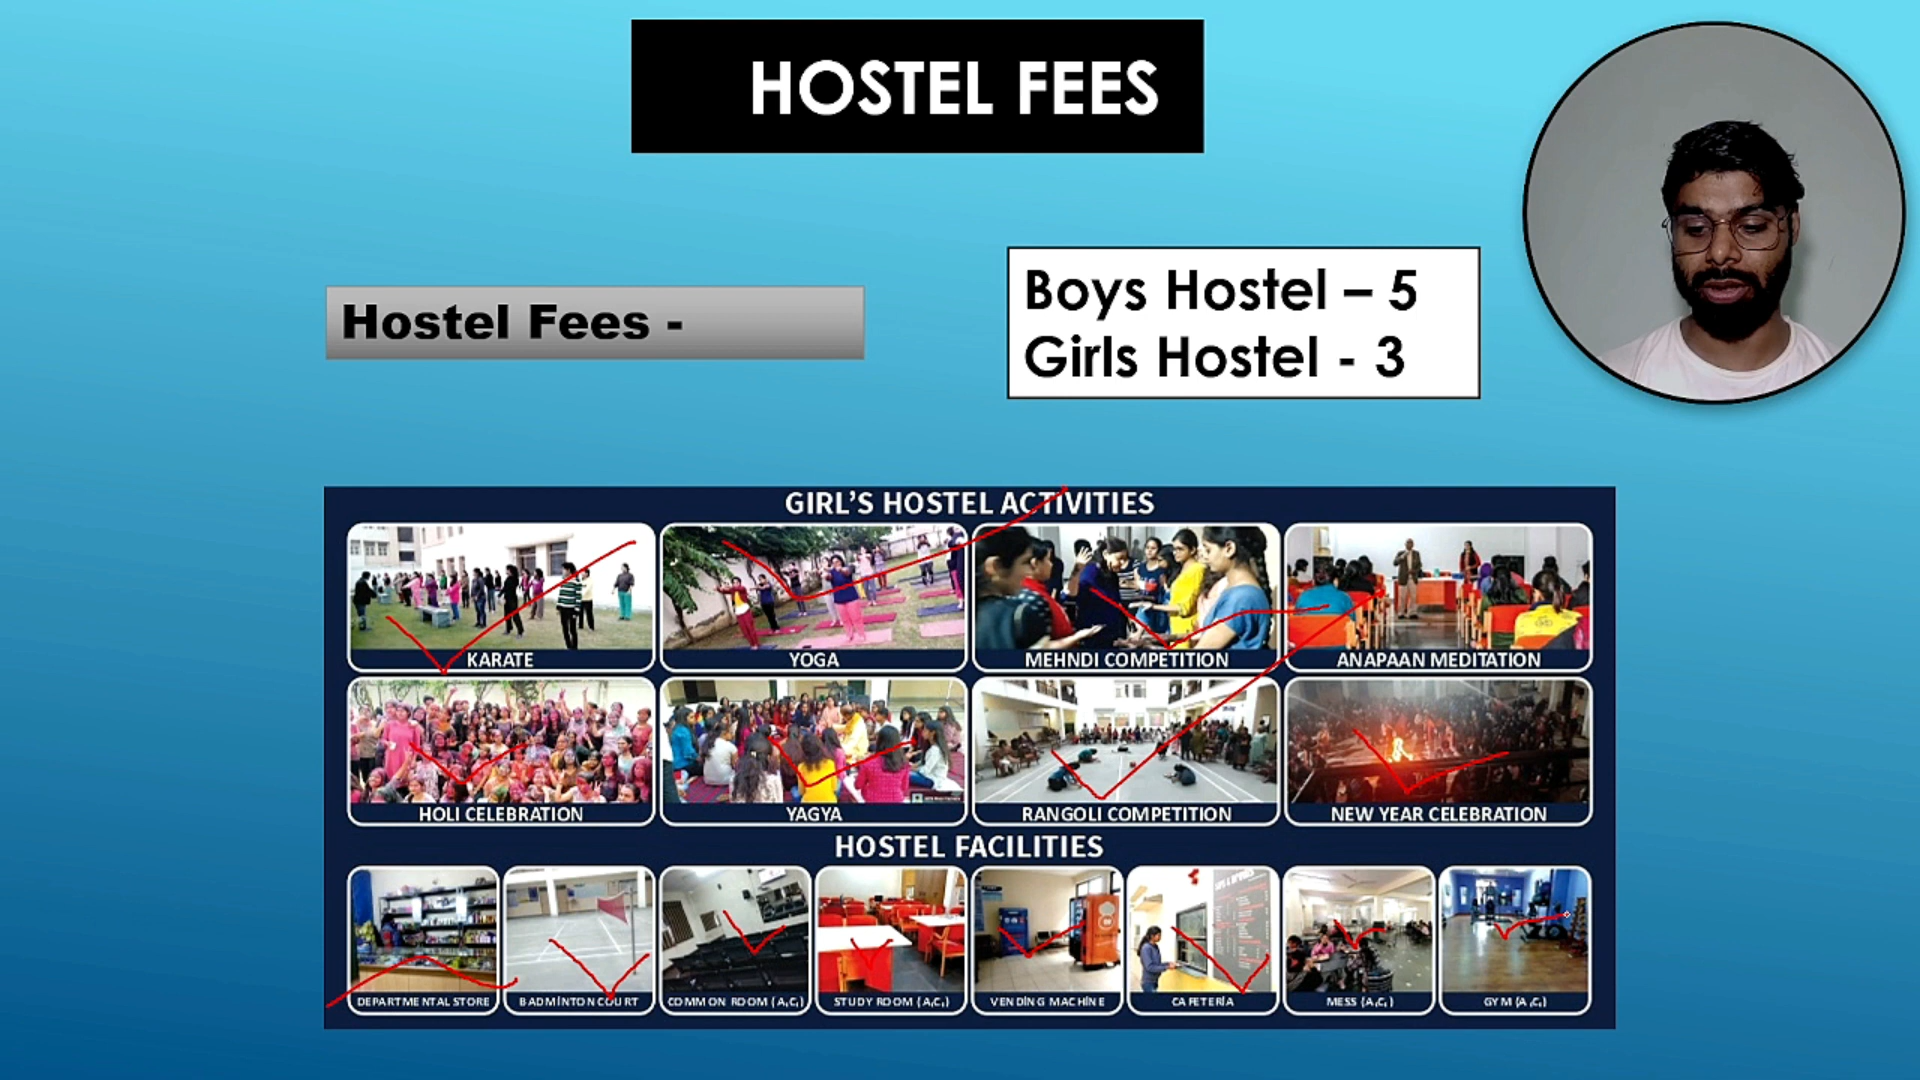 HOSTEL FEES
Hostel Fees -
Boys Hostel – 5
Girls Hostel - 3
GIRL'S HOSTEL ACTIVITIES
KARATE
YOGA
MEHNDI COMPETITION
ANAPAAN MEDITATION
HOLI CELEBRATION
YAGYA
RANGOLI COMPETITION
NEW YEAR CELEBRATION
HOSTEL FACILITIES
DEPARTMENTAL STORE
BADMINTON COURT
COMMON ROOM (A.C.)
STUDY ROOM (A.C.)
VENDING MACHINE
CAFETERIA
MESS (A.C.)
GYM (A.C.)